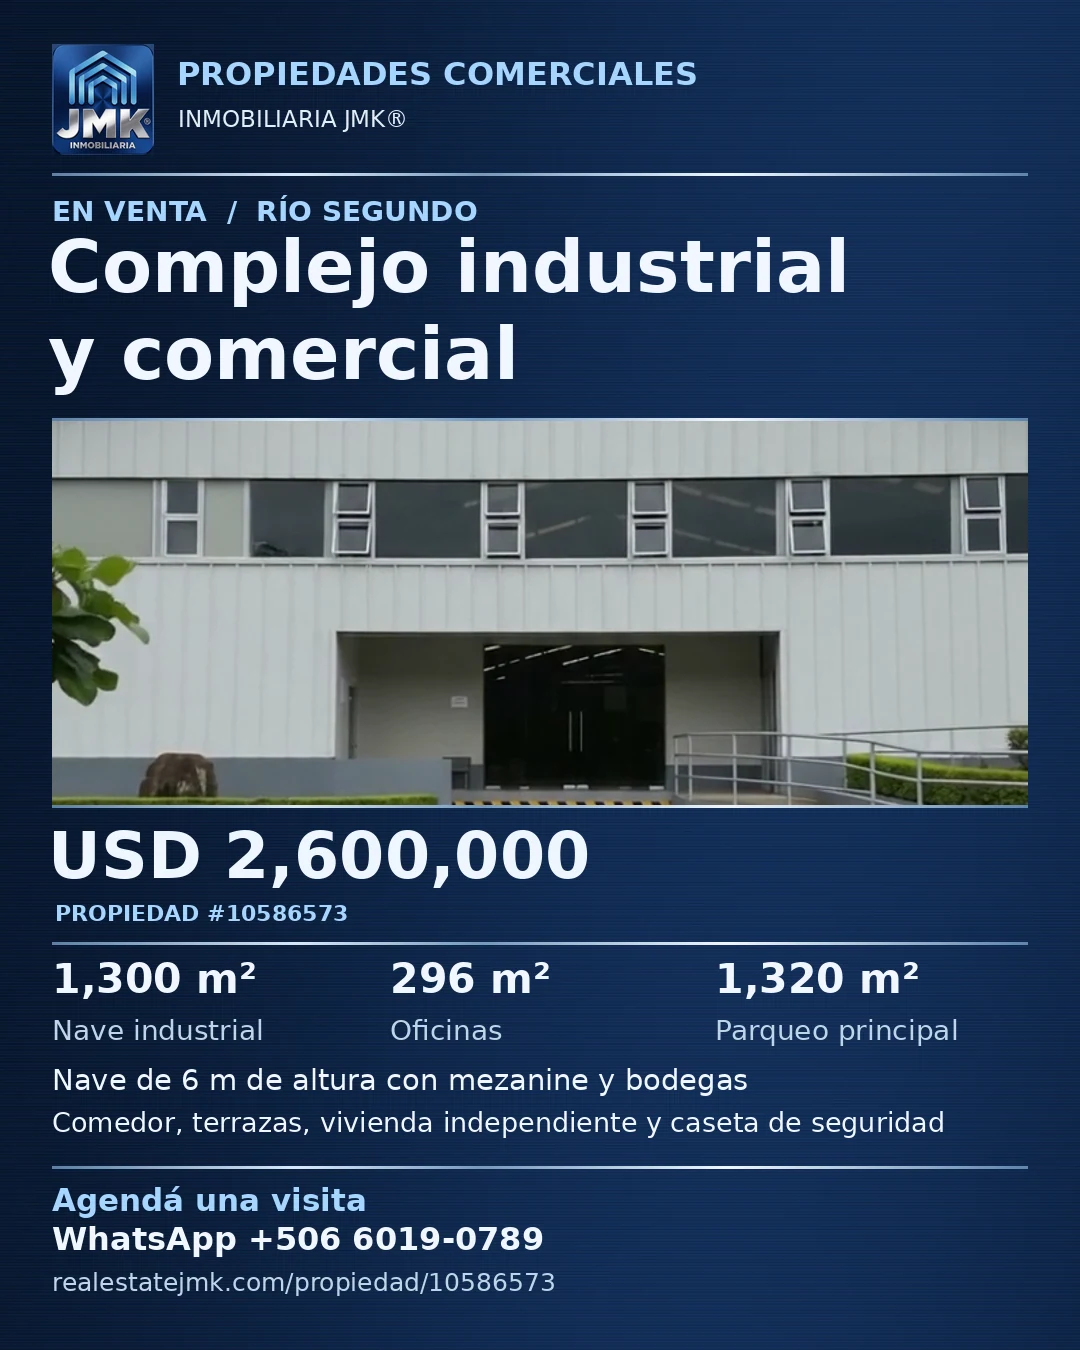 JMK®
INMOBILIARIA
PROPIEDADES COMERCIALES
INMOBILIARIA JMK®
EN VENTA / RÍO SEGUNDO
Complejo industrial
y comercial
USD 2,600,000
PROPIEDAD #10586573
1,300 m² 296 m² 1,320 m²
Nave industrial Oficinas Parqueo principal
Nave de 6 m de altura con mezanine y bodegas
Comedor, terrazas, vivienda independiente y caseta de seguridad
Agendá una visita
WhatsApp +506 6019-0789
realestatejmk.com/propiedad/10586573